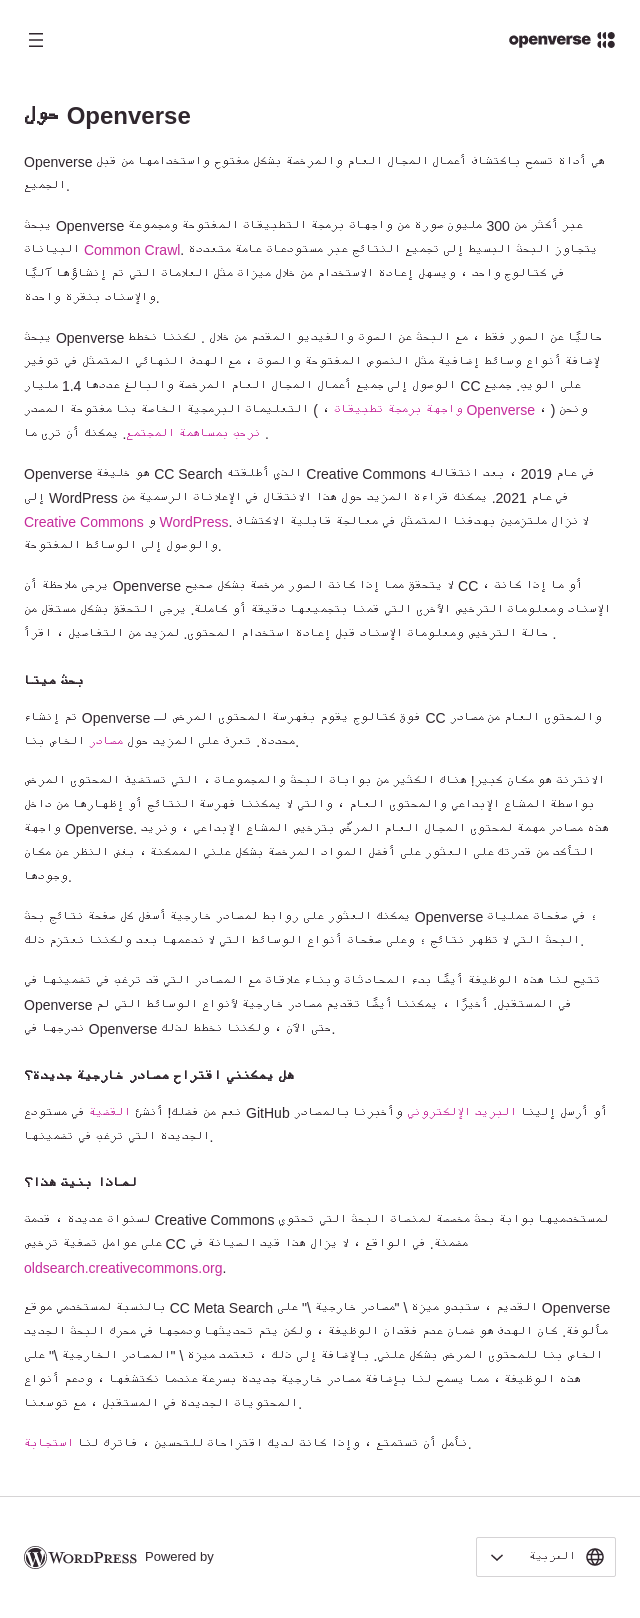 openverse
حول Openverse
Openverse هي أداة تسمح باكتشاف أعمال المجال العام والمرخصة بشكل مفتوح واستخدامها من قبل
الجميع.
يبحث Openverse عبر أكثر من 300 مليون صورة من واجهات برمجة التطبيقات المفتوحة ومجموعة
البيانات Common Crawl. يتجاوز البحث البسيط إلى تجميع النتائج عبر مستودعات عامة متعددة
في كتالوج واحد ، ويسهل إعادة الاستخدام من خلال ميزات مثل العلامات التي تم إنشاؤها آليًا
والإسناد بنقرة واحدة.
يبحث Openverse حاليًا عن الصور فقط ، مع البحث عن الصوت والفيديو المقدم من خلال . لكننا نخطط
لإضافة أنواع وسائط إضافية مثل النصوص المفتوحة والصوت ، مع الهدف النهائي المتمثل في توفير
الوصول إلى جميع أعمال المجال العام المرخصة والبالغ عددها 1.4 مليار CC على الويب. جميع
التعليمات البرمجية الخاصة بنا مفتوحة المصدر ( ، واجهة برمجة تطبيقات Openverse ، ) ونحن
نرحب بمساهمة المجتمع. يمكنك أن ترى ما .
Openverse هو خليفة CC Search الذي أطلقته Creative Commons في عام 2019 ، بعد انتقاله
إلى WordPress في عام 2021. يمكنك قراءة المزيد حول هذا الانتقال في الإعلانات الرسمية من
Creative Commons و WordPress. لا نزال ملتزمين بهدفنا المتمثل في معالجة قابلية الاكتشاف
والوصول إلى الوسائط المفتوحة.
يرجى ملاحظة أن Openverse لا يتحقق مما إذا كانت الصور مرخصة بشكل صحيح CC ، أو ما إذا كانت
الإسناد ومعلومات الترخيص الأخرى التي قمنا بتجميعها دقيقة أو كاملة. يرجى التحقق بشكل مستقل من
حالة الترخيص ومعلومات الإسناد قبل إعادة استخدام المحتوى. لمزيد من التفاصيل ، اقرأ .
بحث ميتا
تم إنشاء Openverse فوق كتالوج يقوم بفهرسة المحتوى المرخص لـ CC والمحتوى العام من مصادر
محددة. تعرف على المزيد حول مصادر الخاص بنا.
الانترنت هو مكان كبير! هناك الكثير من بوابات البحث والمجموعات ، التي تستضيف المحتوى المرخص
بواسطة المشاع الإبداعي والمحتوى العام ، والتي لا يمكننا فهرسة النتائج أو إظهارها من داخل
واجهة Openverse. هذه مصادر مهمة لمحتوى المجال العام المرخّص بترخيص المشاع الإبداعي ، ونريد
التأكد من قدرتك على العثور على أفضل المواد المرخصة بشكل علني الممكنة ، بغض النظر عن مكان
وجودها.
يمكنك العثور على روابط لمصادر خارجية أسفل كل صفحة نتائج بحث Openverse ؛ في صفحات عمليات
البحث التي لا تظهر نتائج ؛ وعلى صفحات أنواع الوسائط التي لا ندعمها بعد ولكننا نعتزم ذلك.
تتيح لنا هذه الوظيفة أيضًا بدء المحادثات وبناء علاقات مع المصادر التي قد ترغب في تضمينها في
Openverse في المستقبل. أخيرًا ، يمكننا أيضًا تقديم مصادر خارجية لأنواع الوسائط التي لم
ندرجها في Openverse حتى الآن ، ولكننا نخطط لذلك.
هل يمكنني اقتراح مصادر خارجية جديدة؟
نعم من فضلك! أنشئ القضية في مستودع GitHub أو أرسل إلينا البريد الإلكتروني وأخبرنا بالمصادر
الجديدة التي ترغب في تضمينها.
لماذا بنيت هذا؟
لسنوات عديدة ، قدمت Creative Commons لمستخدميها بوابة بحث مخصصة لمنصات البحث التي تحتوي
على عوامل تصفية ترخيص CC مضمنة. في الواقع ، لا يزال هذا قيد الصيانة في
oldsearch.creativecommons.org.
بالنسبة لمستخدمي موقع CC Meta Search القديم ، ستبدو ميزة \ "مصادر خارجية \" على Openverse
مألوفة. كان الهدف هو ضمان عدم فقدان الوظيفة ، ولكن يتم تحديثها ودمجها في محرك البحث الجديد
الخاص بنا للمحتوى المرخص بشكل علني. بالإضافة إلى ذلك ، تعتمد ميزة \ "المصادر الخارجية \" على
هذه الوظيفة ، مما يسمح لنا بإضافة مصادر خارجية جديدة بسرعة عندما نكتشفها ، ودعم أنواع
المحتويات الجديدة في المستقبل ، مع توسعنا.
نأمل أن تستمتع ، وإذا كانت لديك اقتراحات للتحسين ، فاترك لنا استجابة.
Powered by WORDPRESS
العربية